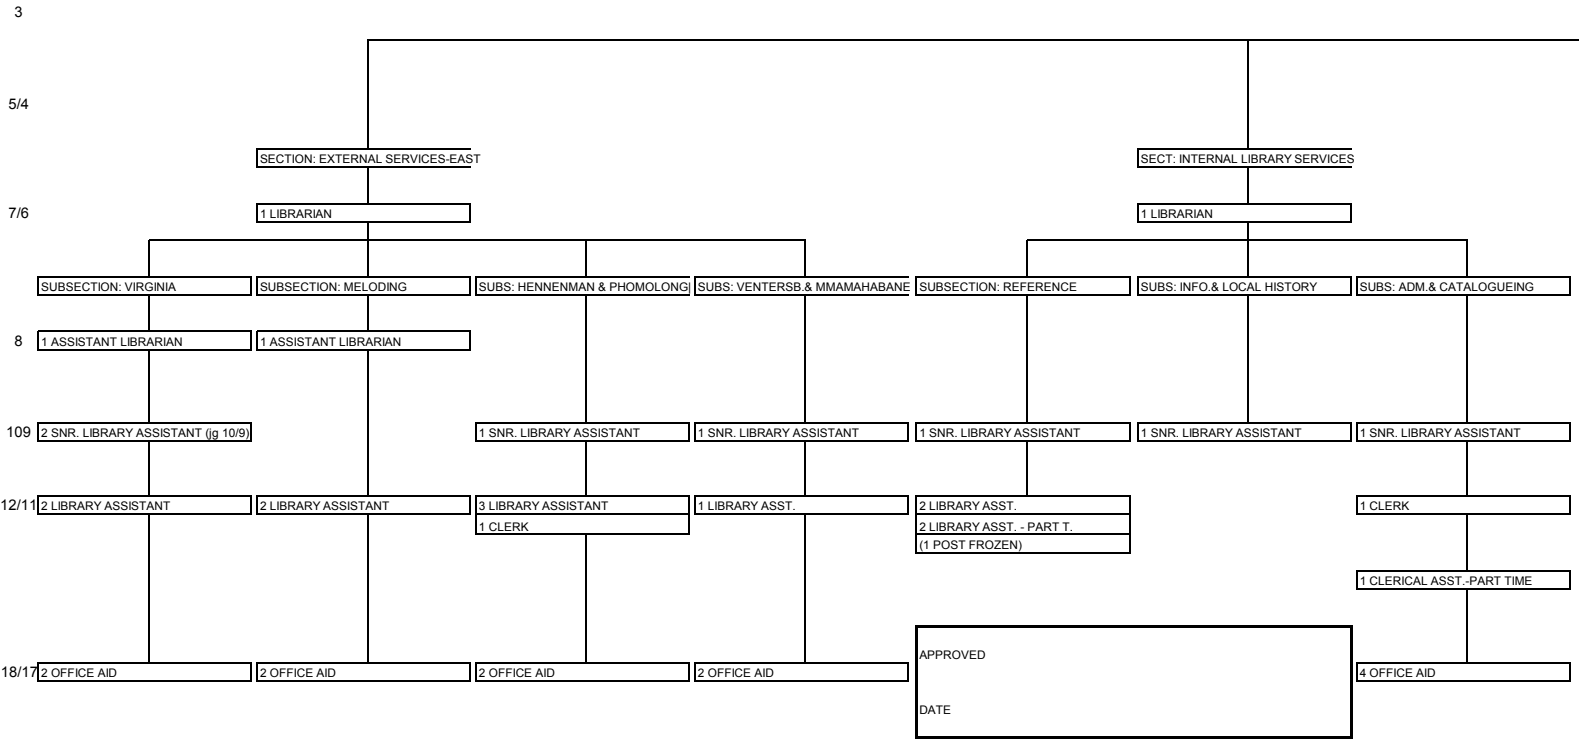 3
5/4
SECTION: EXTERNAL SERVICES-EAST
SECT: INTERNAL LIBRARY SERVICES
7/6
1 LIBRARIAN
1 LIBRARIAN
SUBSECTION: VIRGINIA
SUBSECTION: MELODING
SUBS: HENNENMAN & PHOMOLONG
SUBS: VENTERSB.& MMAMAHABANE
SUBSECTION: REFERENCE
SUBS: INFO.& LOCAL HISTORY
SUBS: ADM.& CATALOGUEING
8
1 ASSISTANT LIBRARIAN
1 ASSISTANT LIBRARIAN
109
2 SNR. LIBRARY ASSISTANT (jg 10/9)
1 SNR. LIBRARY ASSISTANT
1 SNR. LIBRARY ASSISTANT
1 SNR. LIBRARY ASSISTANT
1 SNR. LIBRARY ASSISTANT
1 SNR. LIBRARY ASSISTANT
12/11
2 LIBRARY ASSISTANT
2 LIBRARY ASSISTANT
3 LIBRARY ASSISTANT
1 LIBRARY ASST.
2 LIBRARY ASST.
1 CLERK
1 CLERK
2 LIBRARY ASST. - PART T.
(1 POST FROZEN)
1 CLERICAL ASST.-PART TIME
APPROVED
18/17
2 OFFICE AID
2 OFFICE AID
2 OFFICE AID
2 OFFICE AID
4 OFFICE AID
DATE